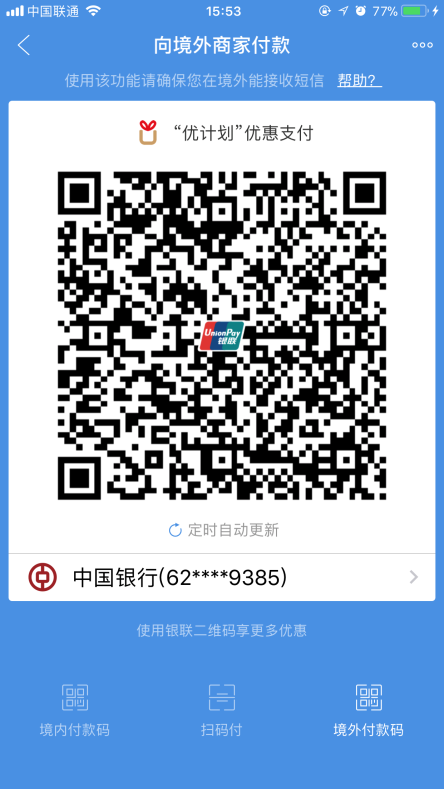 中国联通
15:53
77%
向境外商家付款
使用该功能请确保您在境外能接收短信 帮助?
“优计划”优惠支付
UnionPay
银联
定时自动更新
中国银行(62****9385)
使用银联二维码享更多优惠
境内付款码
扫码付
境外付款码